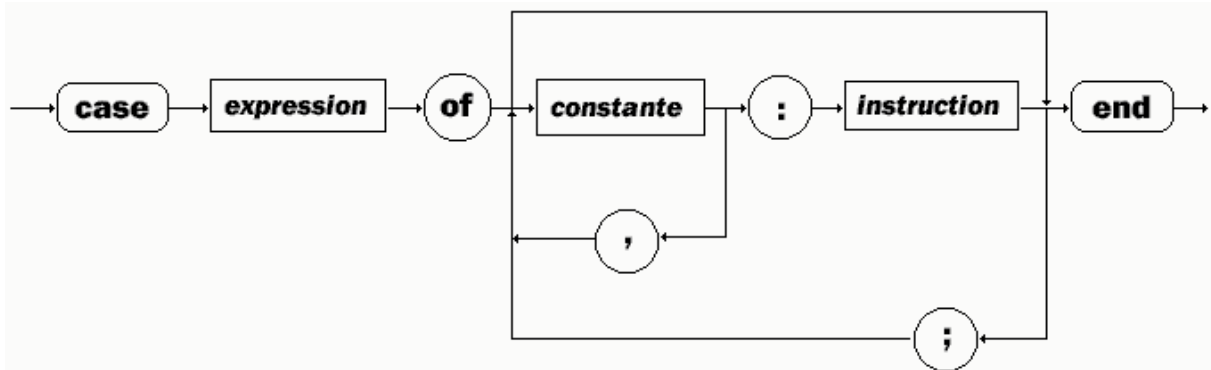 case expression of constante : instruction end
,
;